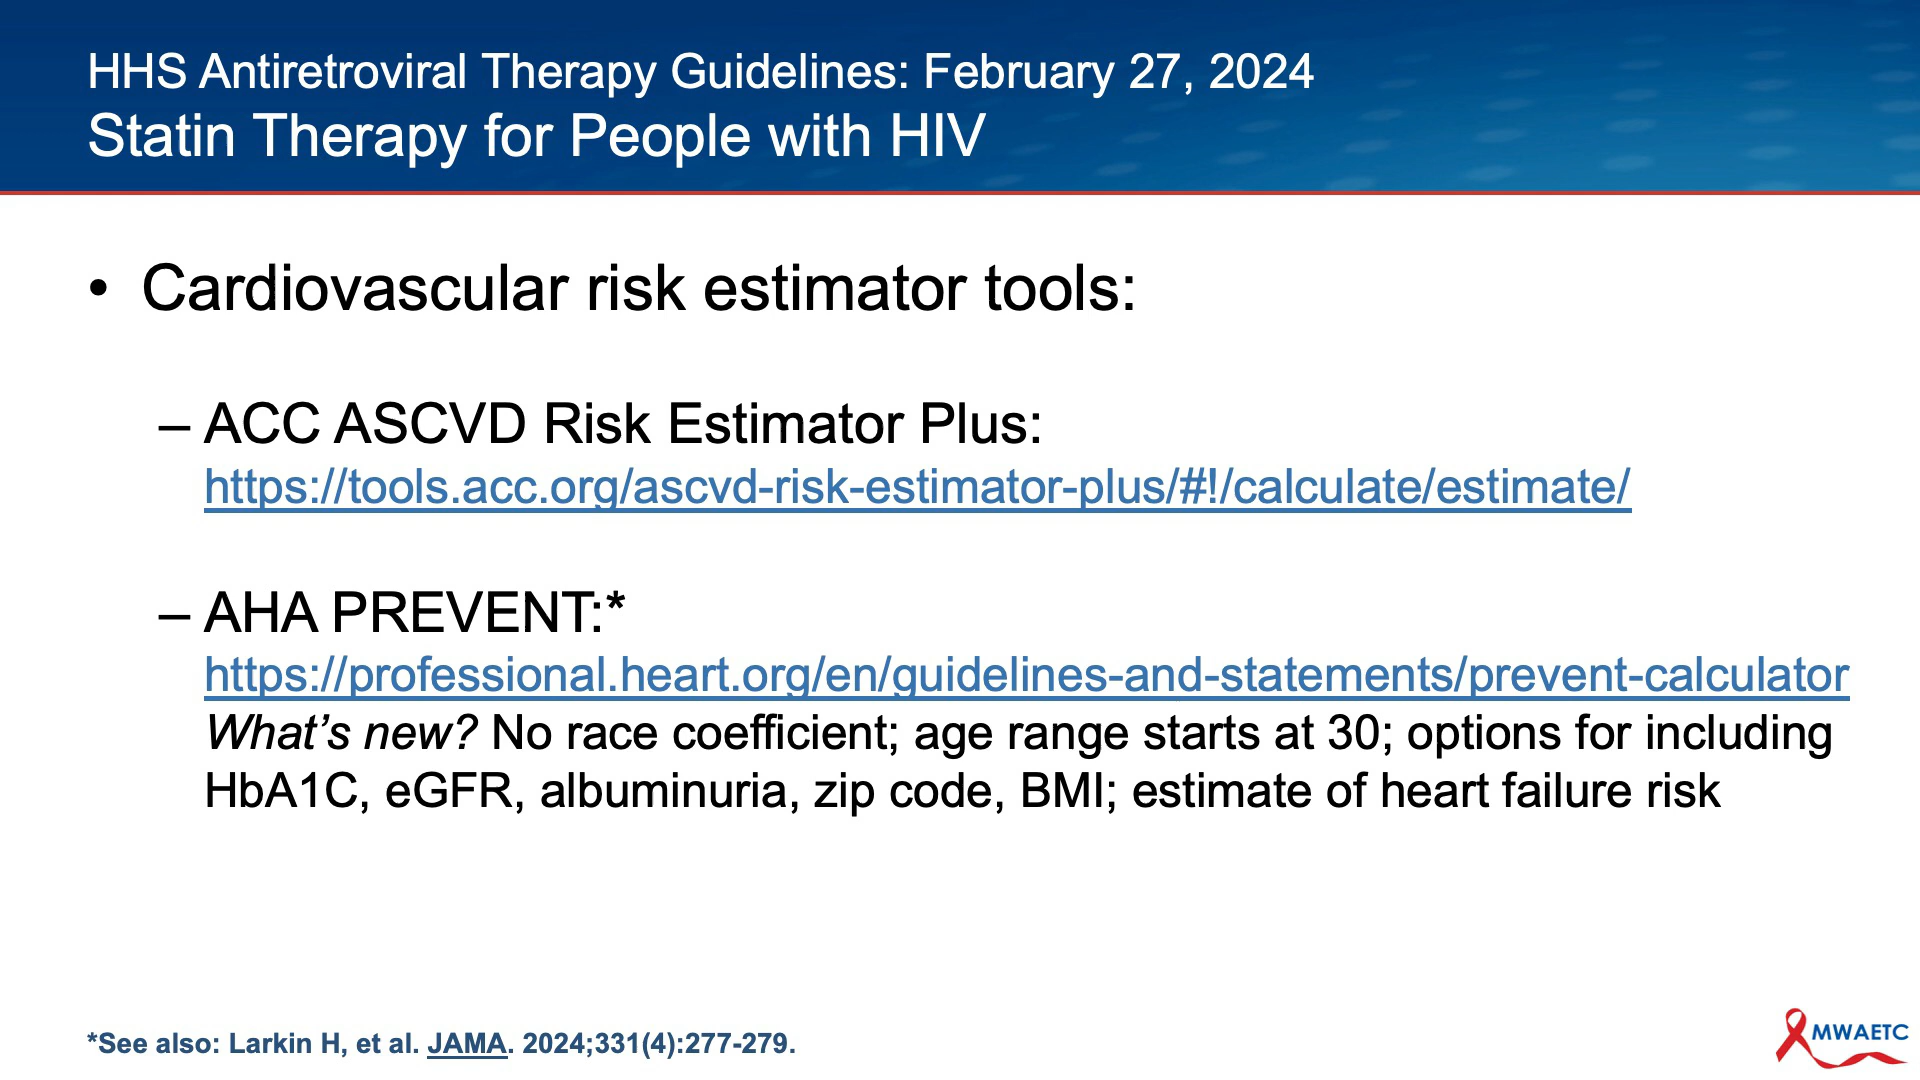 HHS Antiretroviral Therapy Guidelines: February 27, 2024
Statin Therapy for People with HIV
• Cardiovascular risk estimator tools:
– ACC ASCVD Risk Estimator Plus:
https://tools.acc.org/ascvd-risk-estimator-plus/#!/calculate/estimate/
– AHA PREVENT:*
https://professional.heart.org/en/guidelines-and-statements/prevent-calculator
What’s new? No race coefficient; age range starts at 30; options for including
HbA1C, eGFR, albuminuria, zip code, BMI; estimate of heart failure risk
*See also: Larkin H, et al. JAMA. 2024;331(4):277-279.
MWAETC